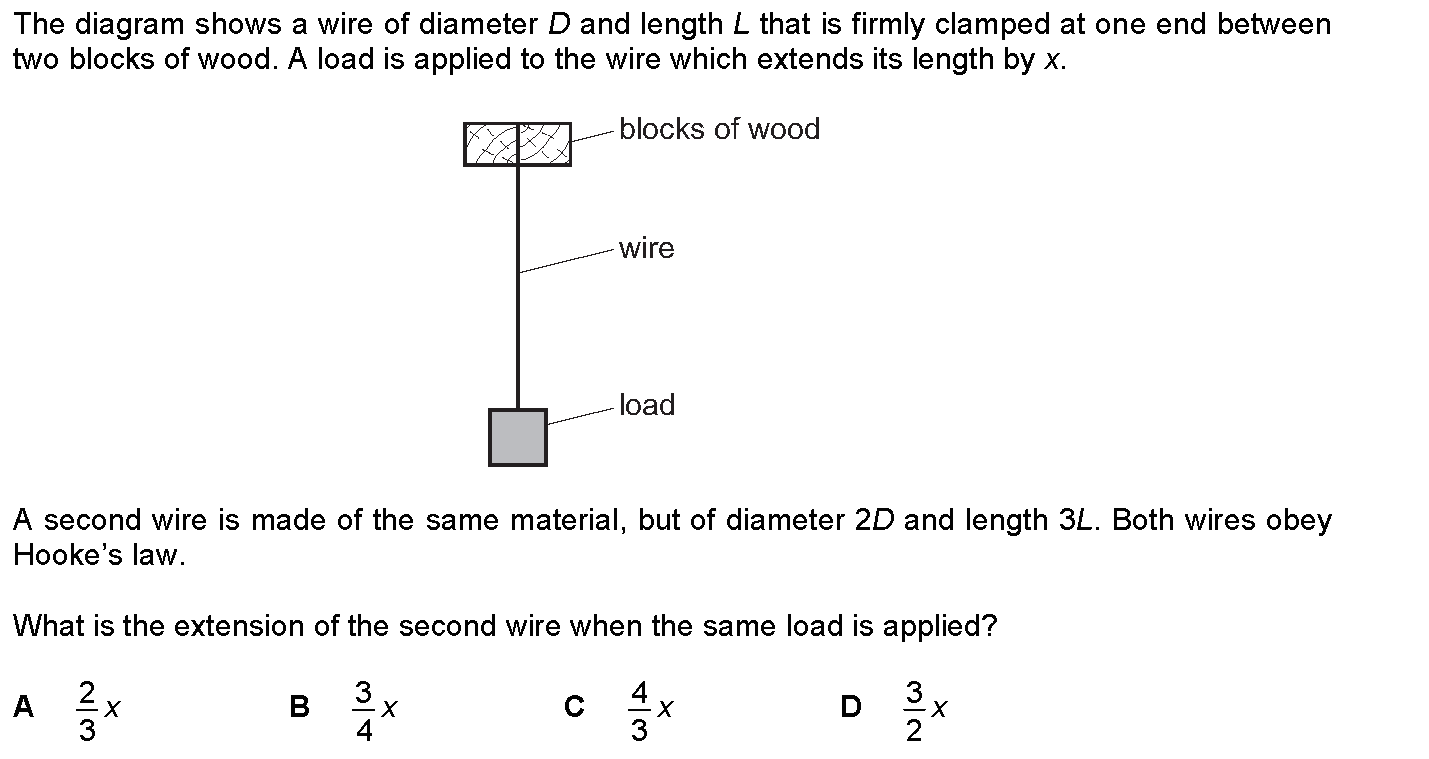 The diagram shows a wire of diameter D and length L that is firmly clamped at one end between
two blocks of wood. A load is applied to the wire which extends its length by x.
blocks of wood
wire
load
A second wire is made of the same material, but of diameter 2D and length 3L. Both wires obey
Hooke’s law.
What is the extension of the second wire when the same load is applied?
A 2/3 x B 3/4 x C 4/3 x D 3/2 x